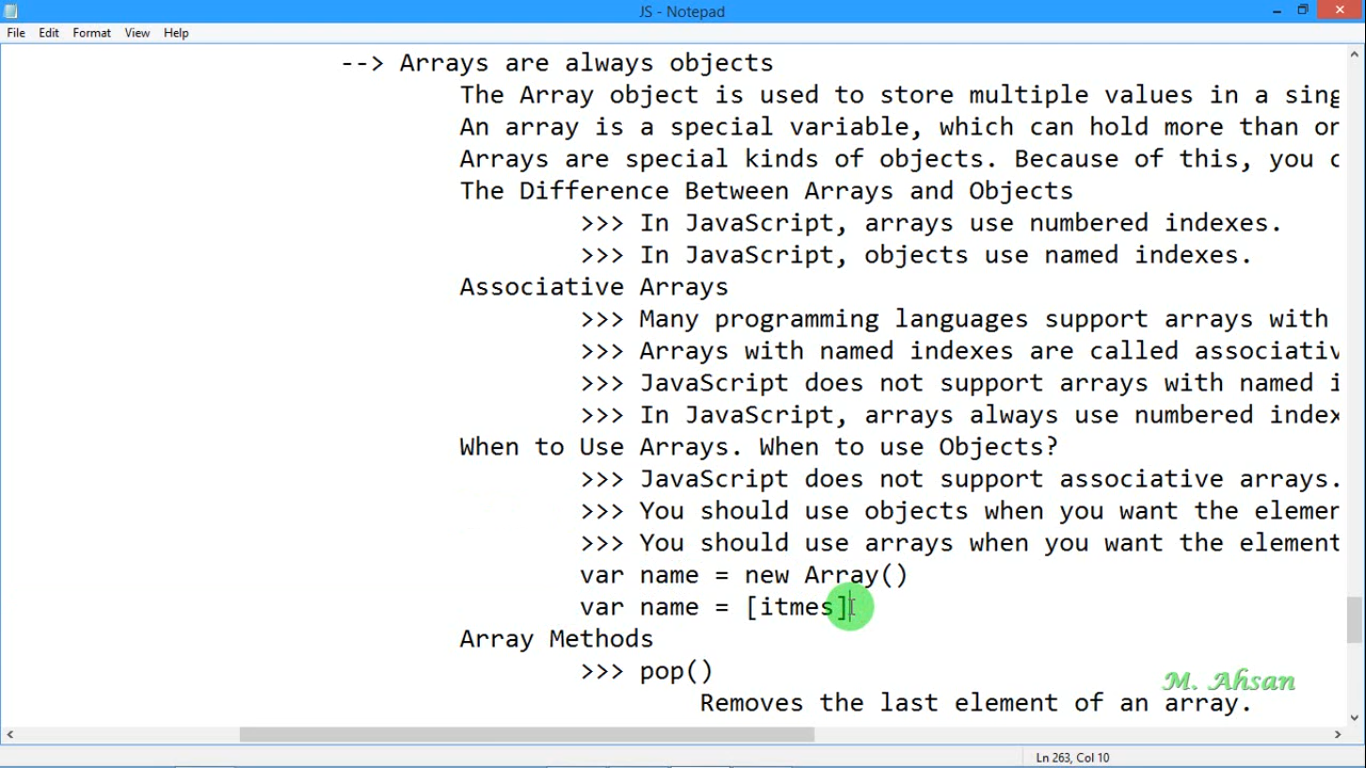 JS - Notepad
File Edit Format View Help
--> Arrays are always objects
The Array object is used to store multiple values in a sing
An array is a special variable, which can hold more than on
Arrays are special kinds of objects. Because of this, you c
The Difference Between Arrays and Objects
>>> In JavaScript, arrays use numbered indexes.
>>> In JavaScript, objects use named indexes.
Associative Arrays
>>> Many programming languages support arrays with
>>> Arrays with named indexes are called associativ
>>> JavaScript does not support arrays with named i
>>> In JavaScript, arrays always use numbered index
When to Use Arrays. When to use Objects?
>>> JavaScript does not support associative arrays.
>>> You should use objects when you want the elemen
>>> You should use arrays when you want the element
var name = new Array()
var name = [itmes]
Array Methods
>>> pop()
M. Ahsan
Removes the last element of an array.
Ln 263, Col 10